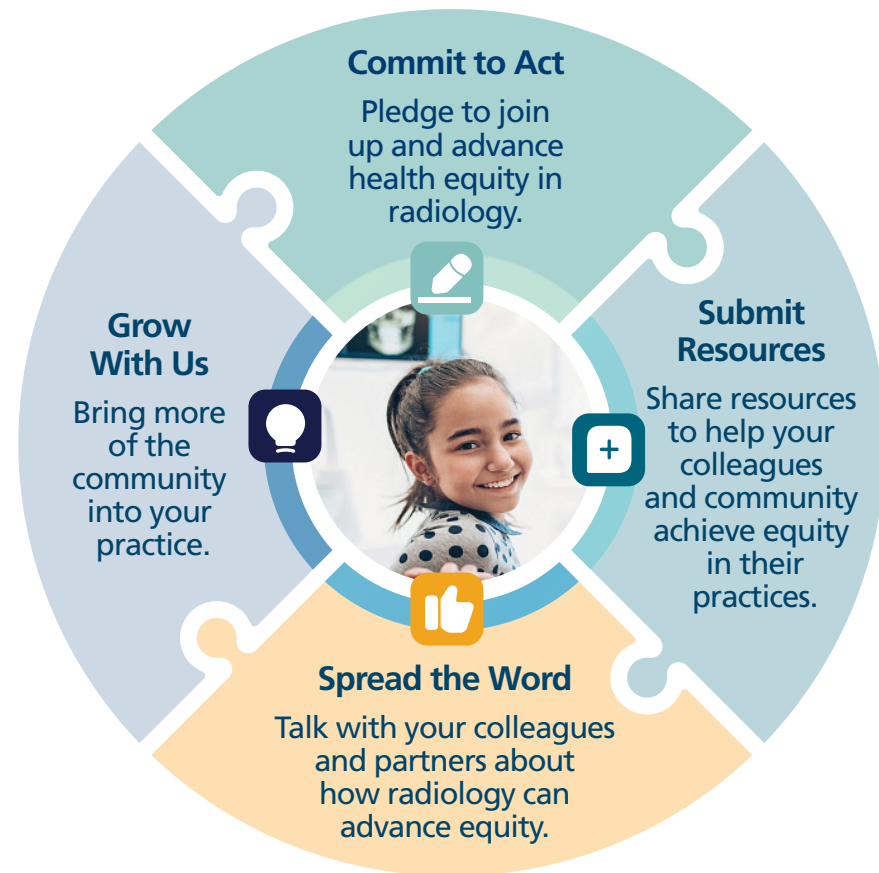 Commit to Act
Pledge to join
up and advance
health equity in
radiology.
Submit
Resources
Share resources
to help your
colleagues
and community
achieve equity
in their
practices.
Spread the Word
Talk with your colleagues
and partners about
how radiology can
advance equity.
Grow
With Us
Bring more
of the
community
into your
practice.